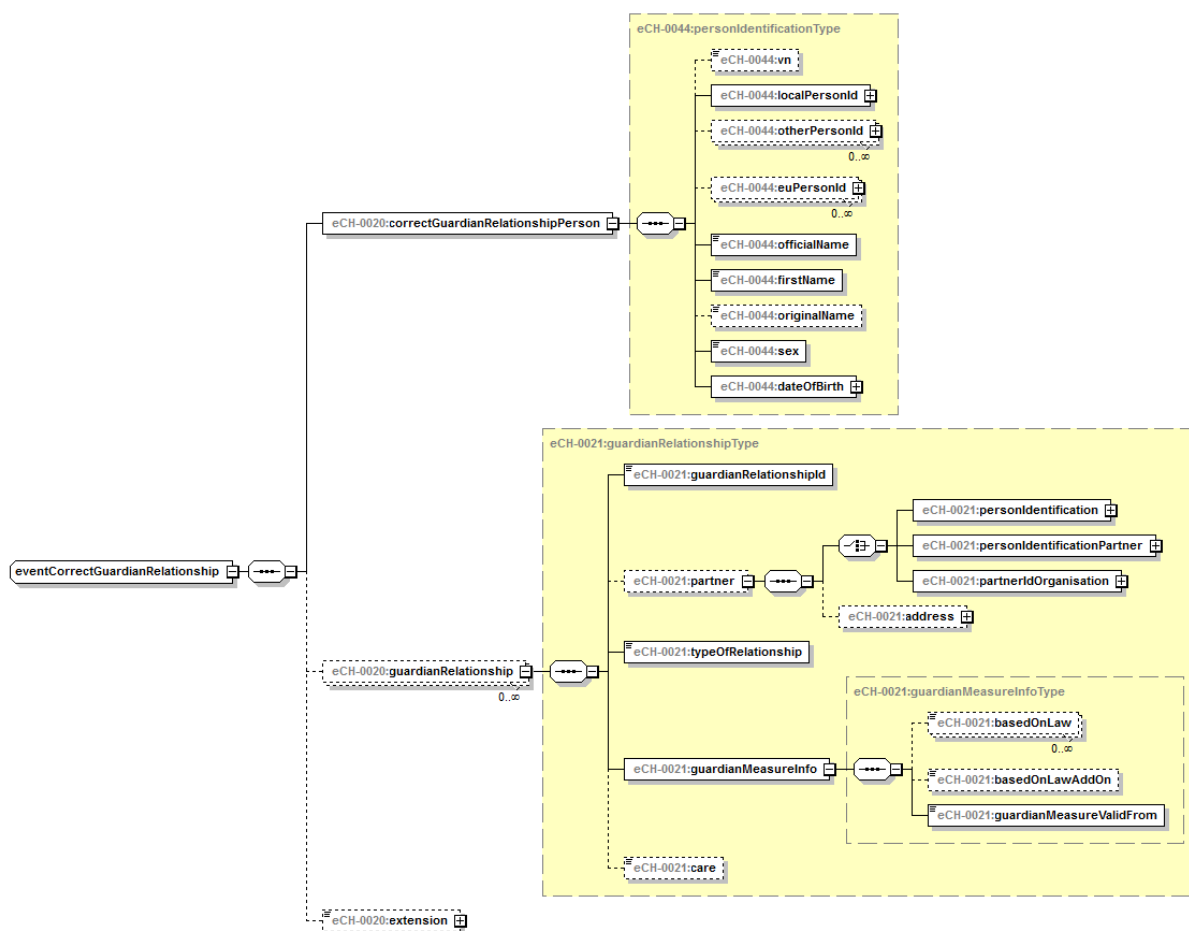 eCH-0044:personIdentificationType
eCH-0044:vn
eCH-0044:localPersonId
eCH-0044:otherPersonId
0..∞
eCH-0044:euPersonId
0..∞
eCH-0020:correctGuardianRelationshipPerson
eCH-0044:officialName
eCH-0044:firstName
eCH-0044:originalName
eCH-0044:sex
eCH-0044:dateOfBirth
eCH-0021:guardianRelationshipType
eCH-0021:guardianRelationshipId
eCH-0021:personIdentification
eCH-0021:personIdentificationPartner
eventCorrectGuardianRelationship
eCH-0021:partner
eCH-0021:partnerIdOrganisation
eCH-0021:address
eCH-0021:typeOfRelationship
eCH-0020:guardianRelationship
0..∞
eCH-0021:guardianMeasureInfoType
eCH-0021:basedOnLaw
0..∞
eCH-0021:guardianMeasureInfo
eCH-0021:basedOnLawAddOn
eCH-0021:guardianMeasureValidFrom
eCH-0021:care
eCH-0020:extension